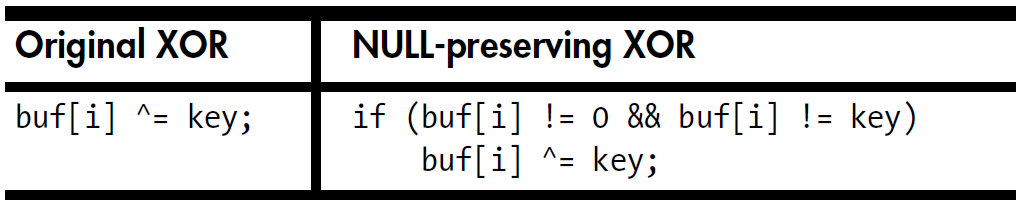 Original XOR
NULL-preserving XOR
buf[i] ^= key;
if (buf[i] != 0 && buf[i] != key)
buf[i] ^= key;